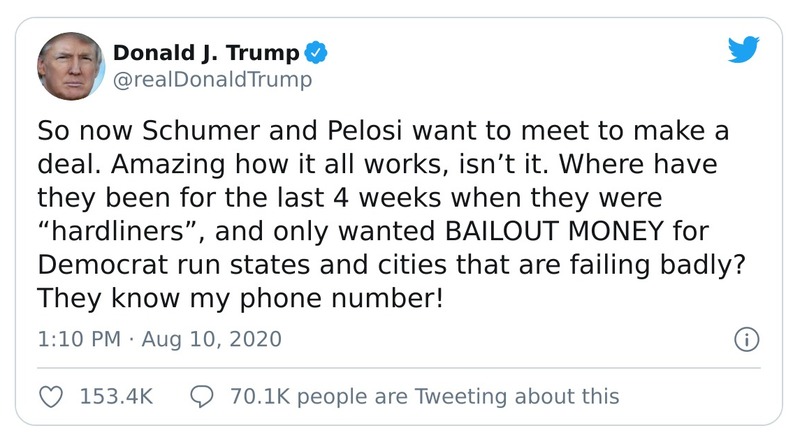 Donald J. Trump
@realDonaldTrump
So now Schumer and Pelosi want to meet to make a
deal. Amazing how it all works, isn’t it. Where have
they been for the last 4 weeks when they were
“hardliners”, and only wanted BAILOUT MONEY for
Democrat run states and cities that are failing badly?
They know my phone number!
1:10 PM · Aug 10, 2020
153.4K 70.1K people are Tweeting about this